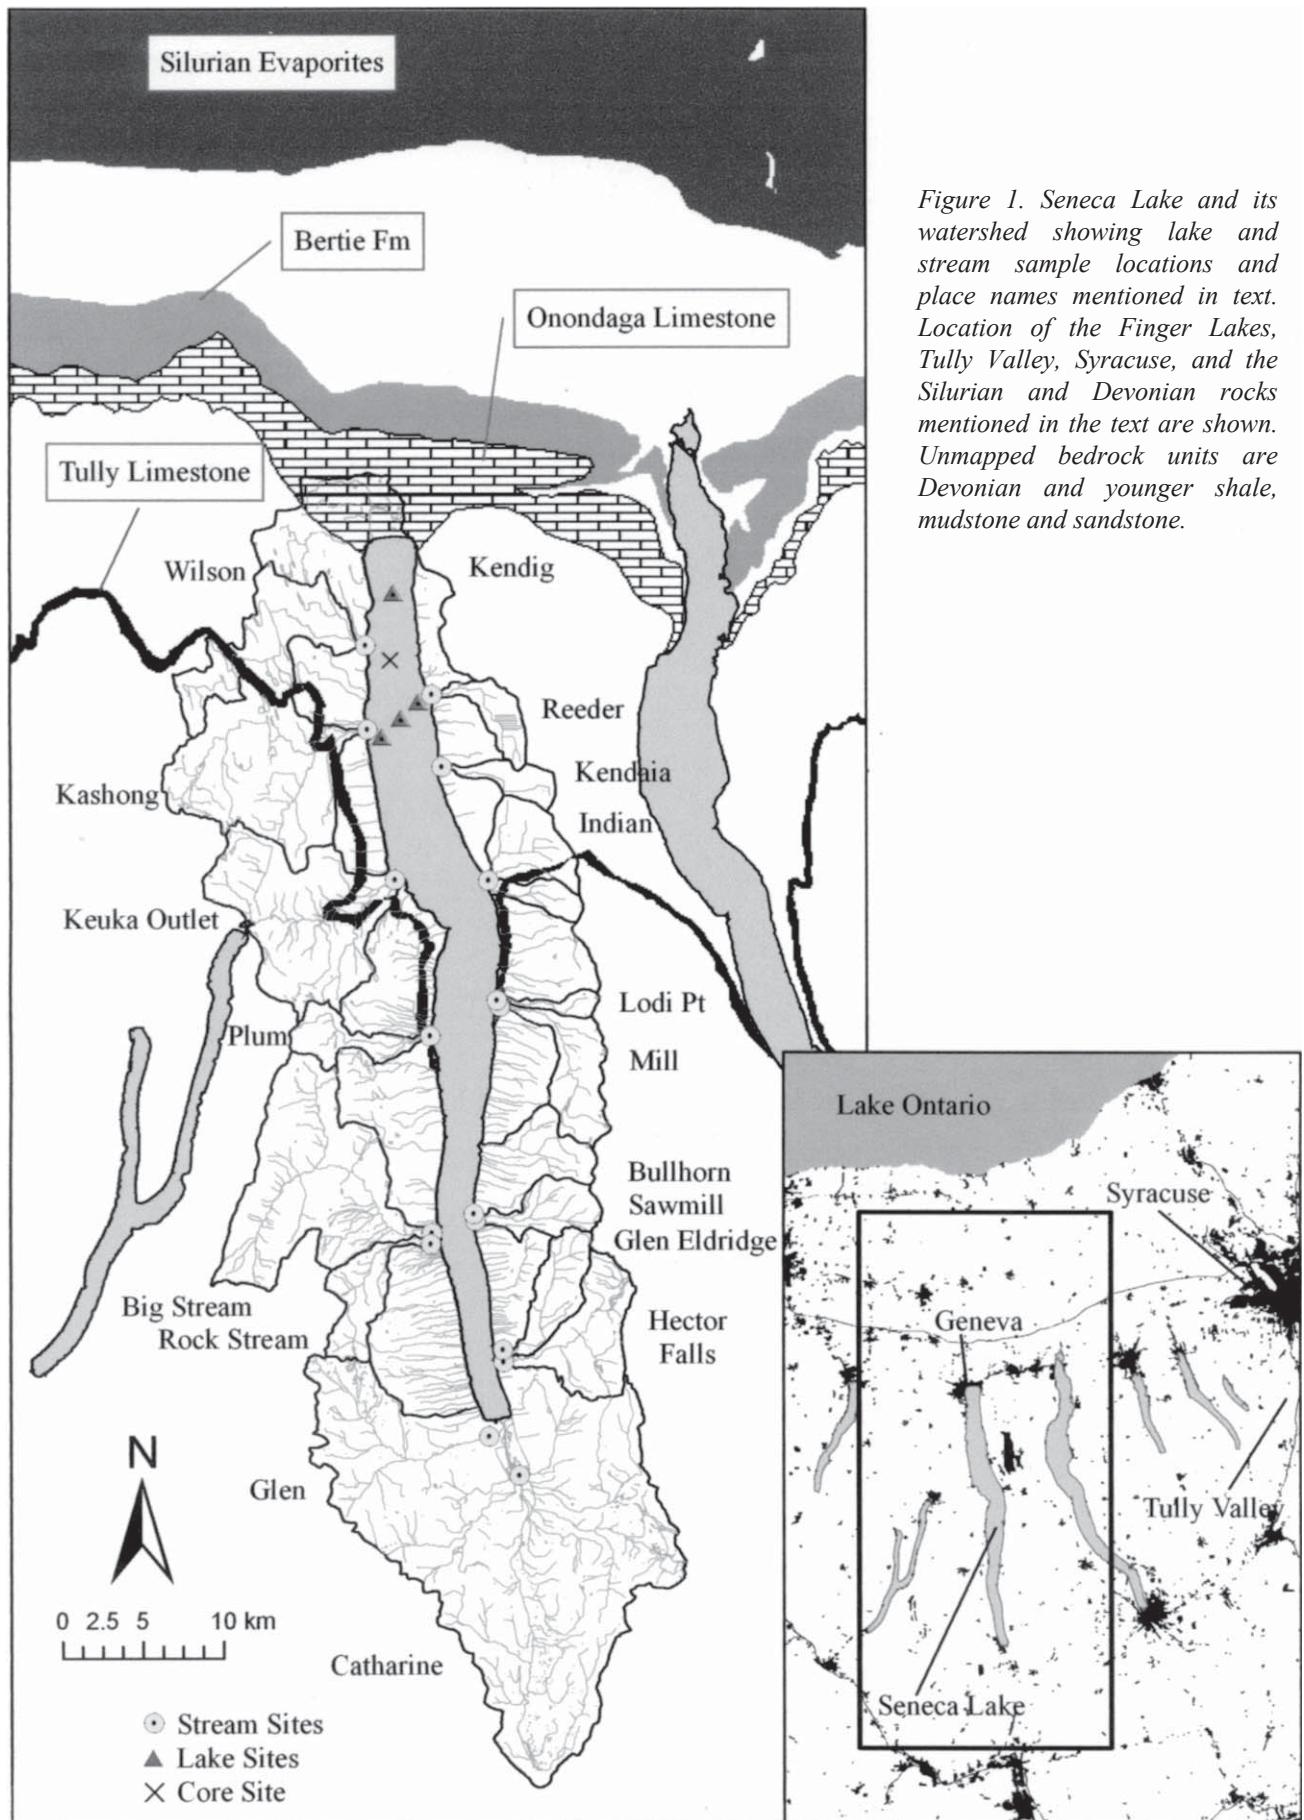 Silurian Evaporites
Bertie Fm
Onondaga Limestone
Tully Limestone
Wilson
Kendig
Reeder
Kendaia
Indian
Kashong
Keuka Outlet
Lodi Pt
Plum
Mill
Bullhorn
Sawmill
Glen Eldridge
Big Stream
Rock Stream
Hector
Falls
Glen
Catharine
N
0 2.5 5 10 km
Stream Sites
Lake Sites
Core Site
Figure 1. Seneca Lake and its
watershed showing lake and
stream sample locations and
place names mentioned in text.
Location of the Finger Lakes,
Tully Valley, Syracuse, and the
Silurian and Devonian rocks
mentioned in the text are shown.
Unmapped bedrock units are
Devonian and younger shale,
mudstone and sandstone.
Lake Ontario
Syracuse
Geneva
Tully Valley
Seneca Lake